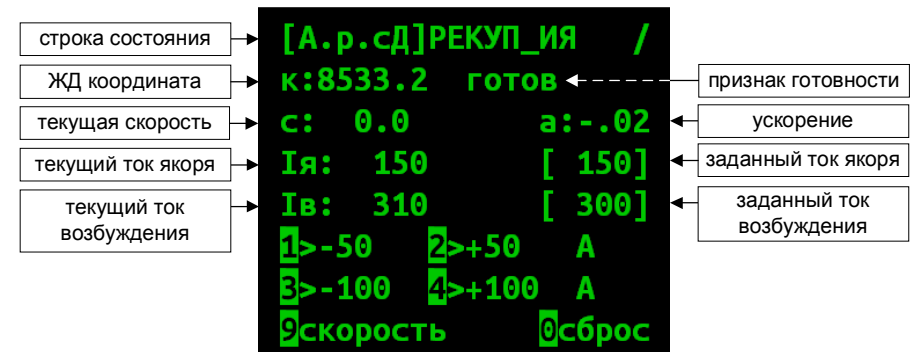 строка состояния
[А.р.сД]РЕКУП_ИЯ /
ЖД координата
к:8533.2 готов
признак готовности
текущая скорость
с: 0.0 а:-.02
ускорение
текущий ток якоря
Iя: 150 [ 150]
заданный ток якоря
текущий ток
возбуждения
Iв: 310 [ 300]
заданный ток
возбуждения
1>-50 2>+50 А
3>-100 4>+100 А
9скорость 0сброс